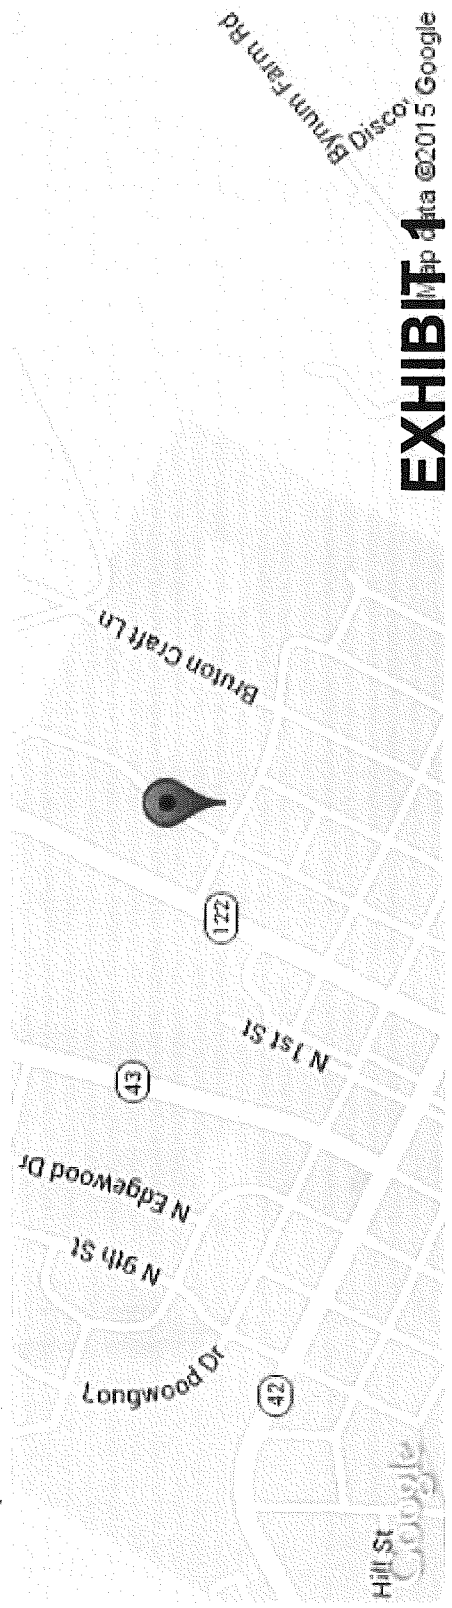 Bynum Farm Rd
Disco
Bruton Craft Ln
122
N 1st St
43
N Edgewood Dr
N 9th St
Longwood Dr
42
Hill St
Google
EXHIBIT 1
Map data ©2015 Google